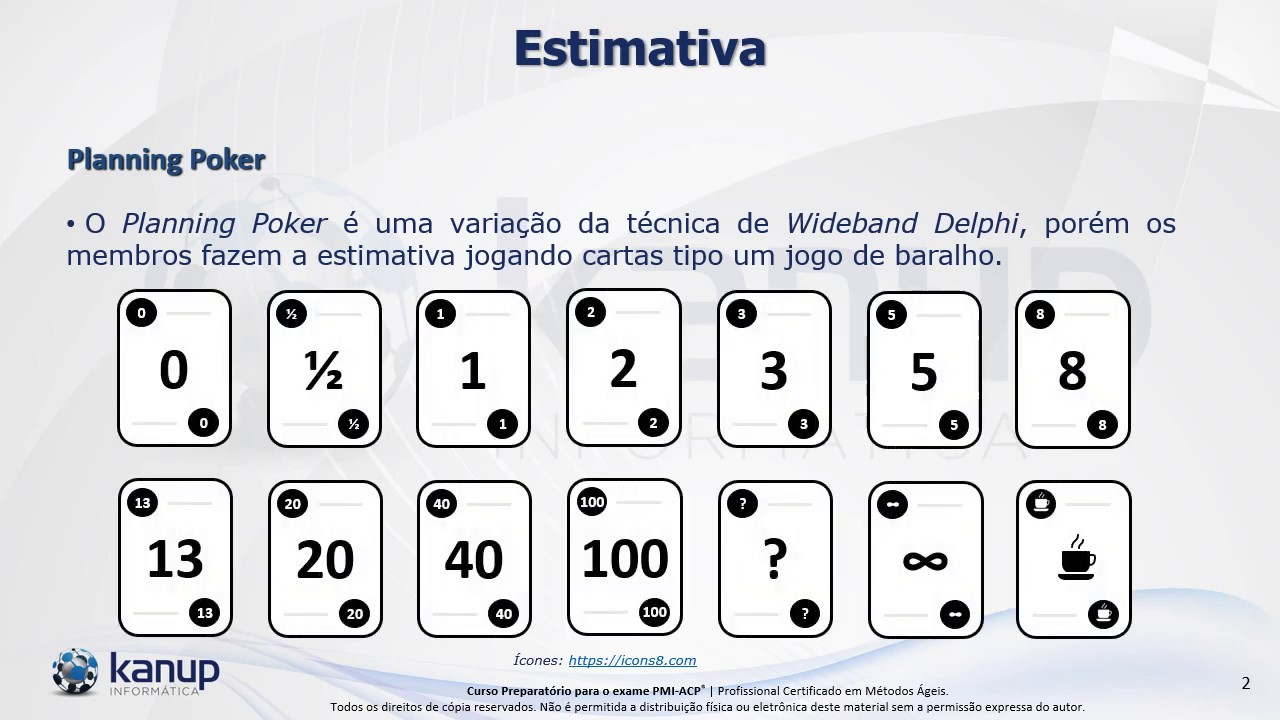 Estimativa
Planning Poker
• O Planning Poker é uma variação da técnica de Wideband Delphi, porém os
membros fazem a estimativa jogando cartas tipo um jogo de baralho.
0 ½ 1 2 3 5 8
0 ½ 1 2 3 5 8
0 ½ 1 2 3 5 8
13 20 40 100 ? ∞
13 20 40 100 ? ∞
13 20 40 100 ? ∞
kanup
INFORMÁTICA
Ícones: https://icons8.com
Curso Preparatório para o exame PMI-ACP® | Profissional Certificado em Métodos Ágeis.
Todos os direitos de cópia reservados. Não é permitida a distribuição física ou eletrônica deste material sem a permissão expressa do autor.
2